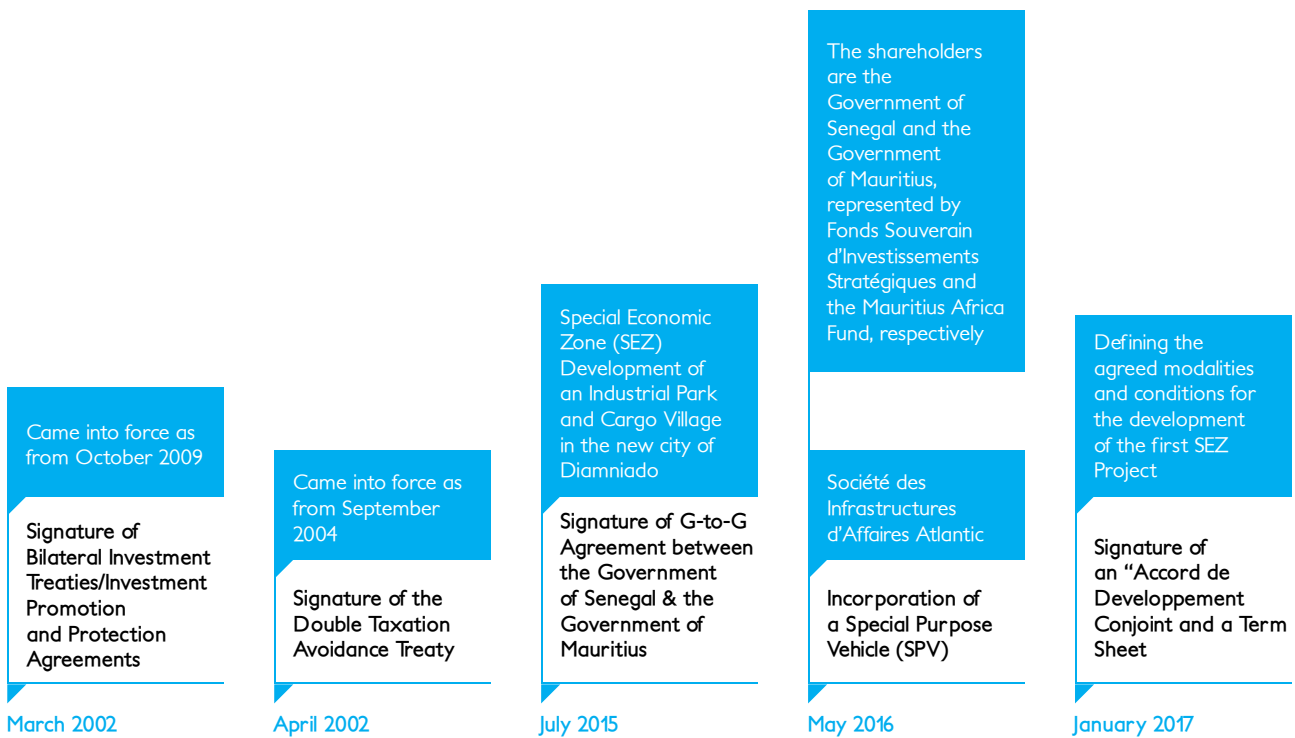 Came into force as
from October 2009
Signature of
Bilateral Investment
Treaties/Investment
Promotion
and Protection
Agreements
March 2002
Came into force as
from September
2004
Signature of the
Double Taxation
Avoidance Treaty
April 2002
Special Economic
Zone (SEZ)
Development of
an Industrial Park
and Cargo Village
in the new city of
Diamniado
Signature of G-to-G
Agreement between
the Government
of Senegal & the
Government of
Mauritius
July 2015
The shareholders
are the
Government of
Senegal and the
Government
of Mauritius,
represented by
Fonds Souverain
d’Investissements
Stratégiques and
the Mauritius Africa
Fund, respectively
Société des
Infrastructures
d’Affaires Atlantic
Incorporation of
a Special Purpose
Vehicle (SPV)
May 2016
Defining the
agreed modalities
and conditions for
the development
of the first SEZ
Project
Signature of
an “Accord de
Developpement
Conjoint and a Term
Sheet
January 2017